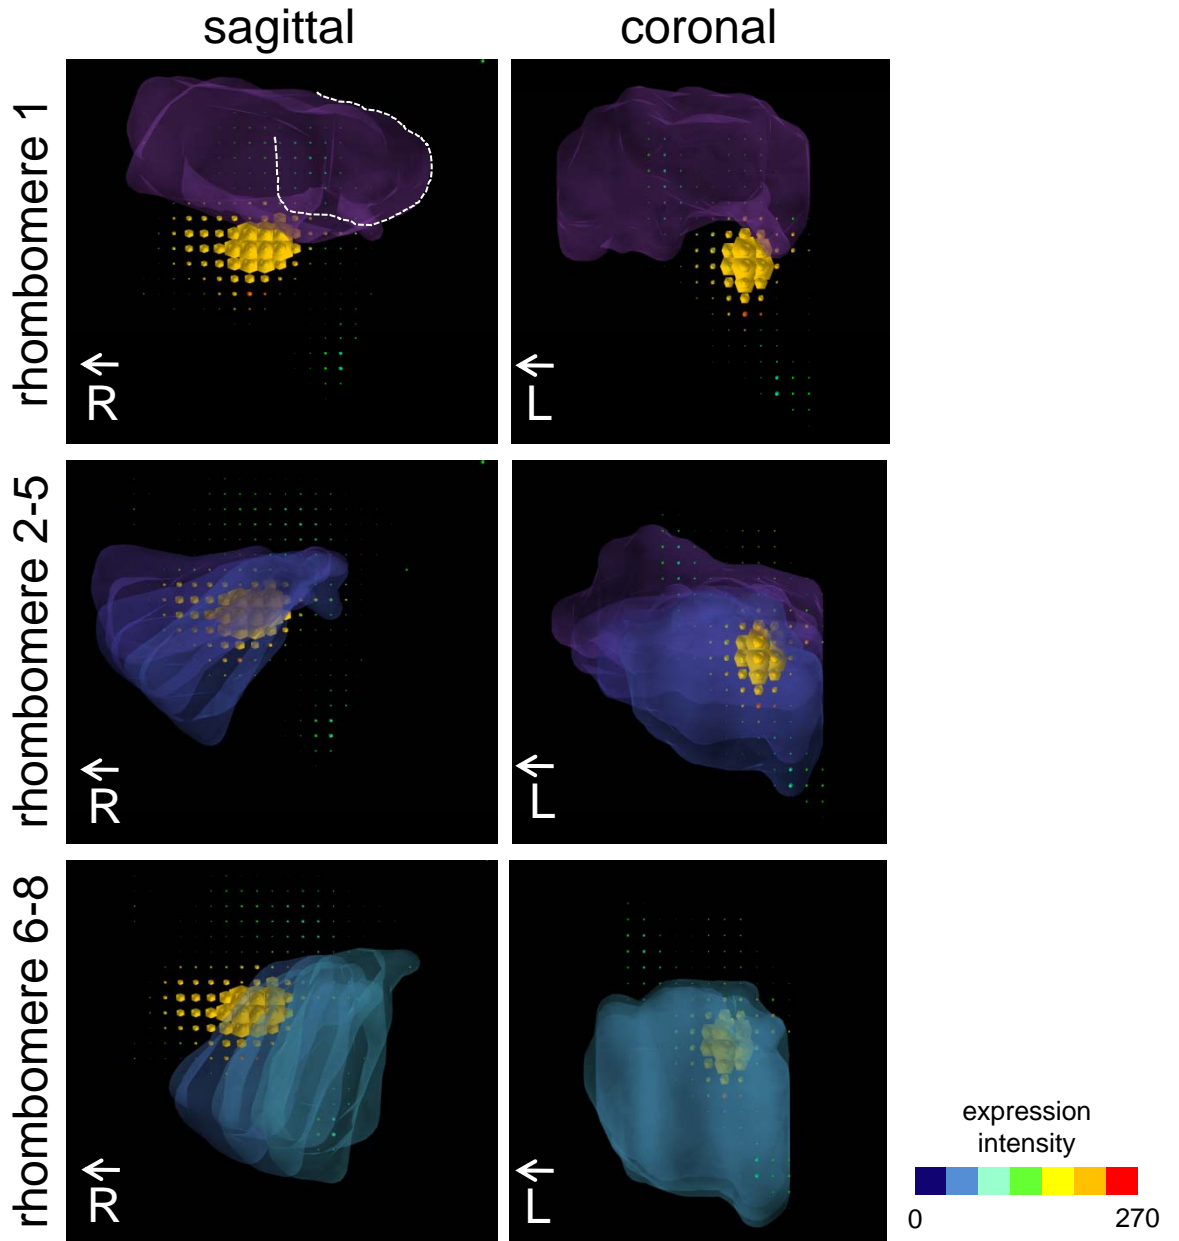 sagittal
coronal
rhombomere 1
R
L
rhombomere 2-5
R
L
rhombomere 6-8
R
L
expression
intensity
0
270